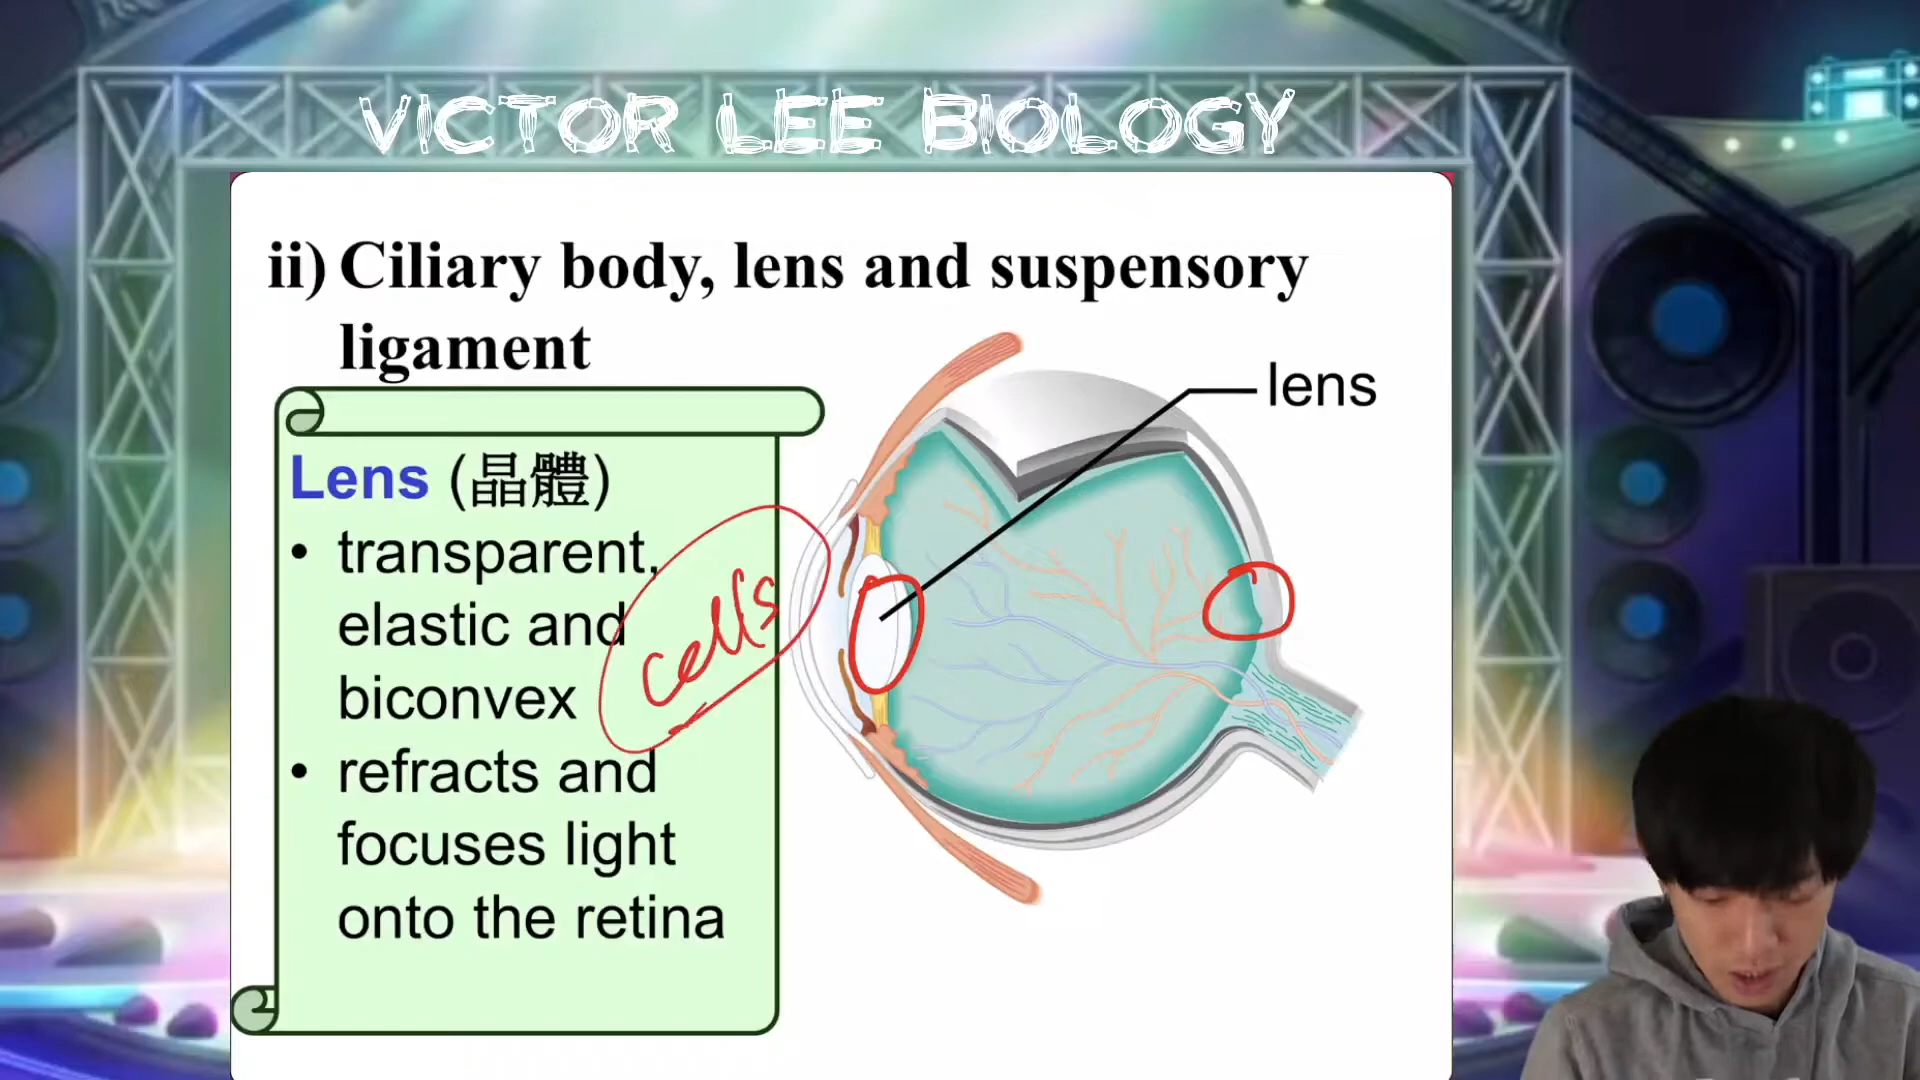 VICTOR LEE BIOLOGY
ii) Ciliary body, lens and suspensory
ligament
lens
Lens (晶體)
• transparent,
elastic and
biconvex
cells
• refracts and
focuses light
onto the retina